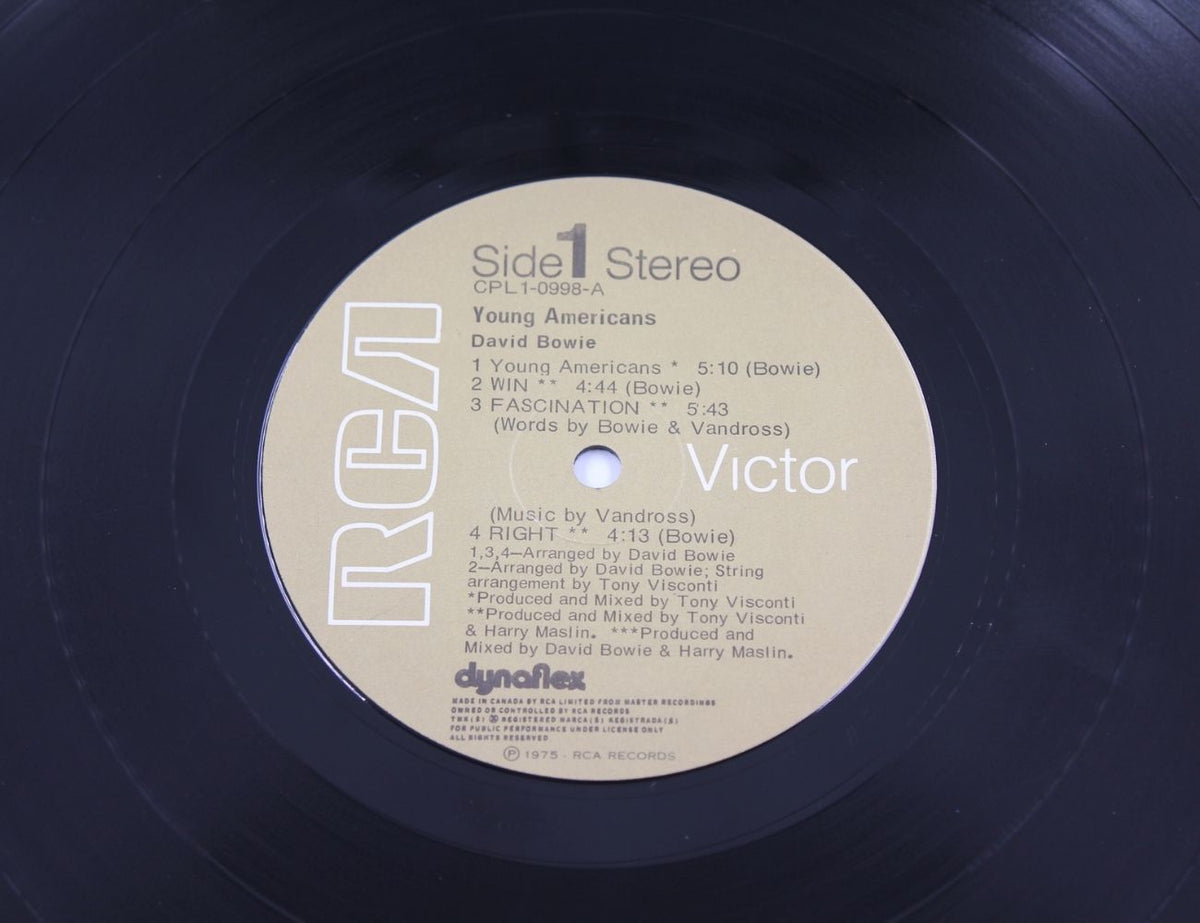 Side 1 Stereo
CPL1-0998-A
Young Americans
David Bowie
1 Young Americans * 5:10 (Bowie)
2 WIN ** 4:44 (Bowie)
3 FASCINATION ** 5:43
(Words by Bowie & Vandross)
RCA
Victor
(Music by Vandross)
4 RIGHT ** 4:13 (Bowie)
1,3,4—Arranged by David Bowie
2—Arranged by David Bowie; String
arrangement by Tony Visconti
*Produced and Mixed by Tony Visconti
**Produced and Mixed by Tony Visconti
& Harry Maslin. ***Produced and
Mixed by David Bowie & Harry Maslin.
dynaflex
MADE IN CANADA BY RCA LIMITED FROM MASTER RECORDINGS
OWNED OR CONTROLLED BY RCA RECORDS
TMK(S) ® REGISTERED MARCA(S) REGISTRADA(S)
FOR PUBLIC PERFORMANCE UNDER LICENSE ONLY
ALL RIGHTS RESERVED
℗ 1975 - RCA RECORDS